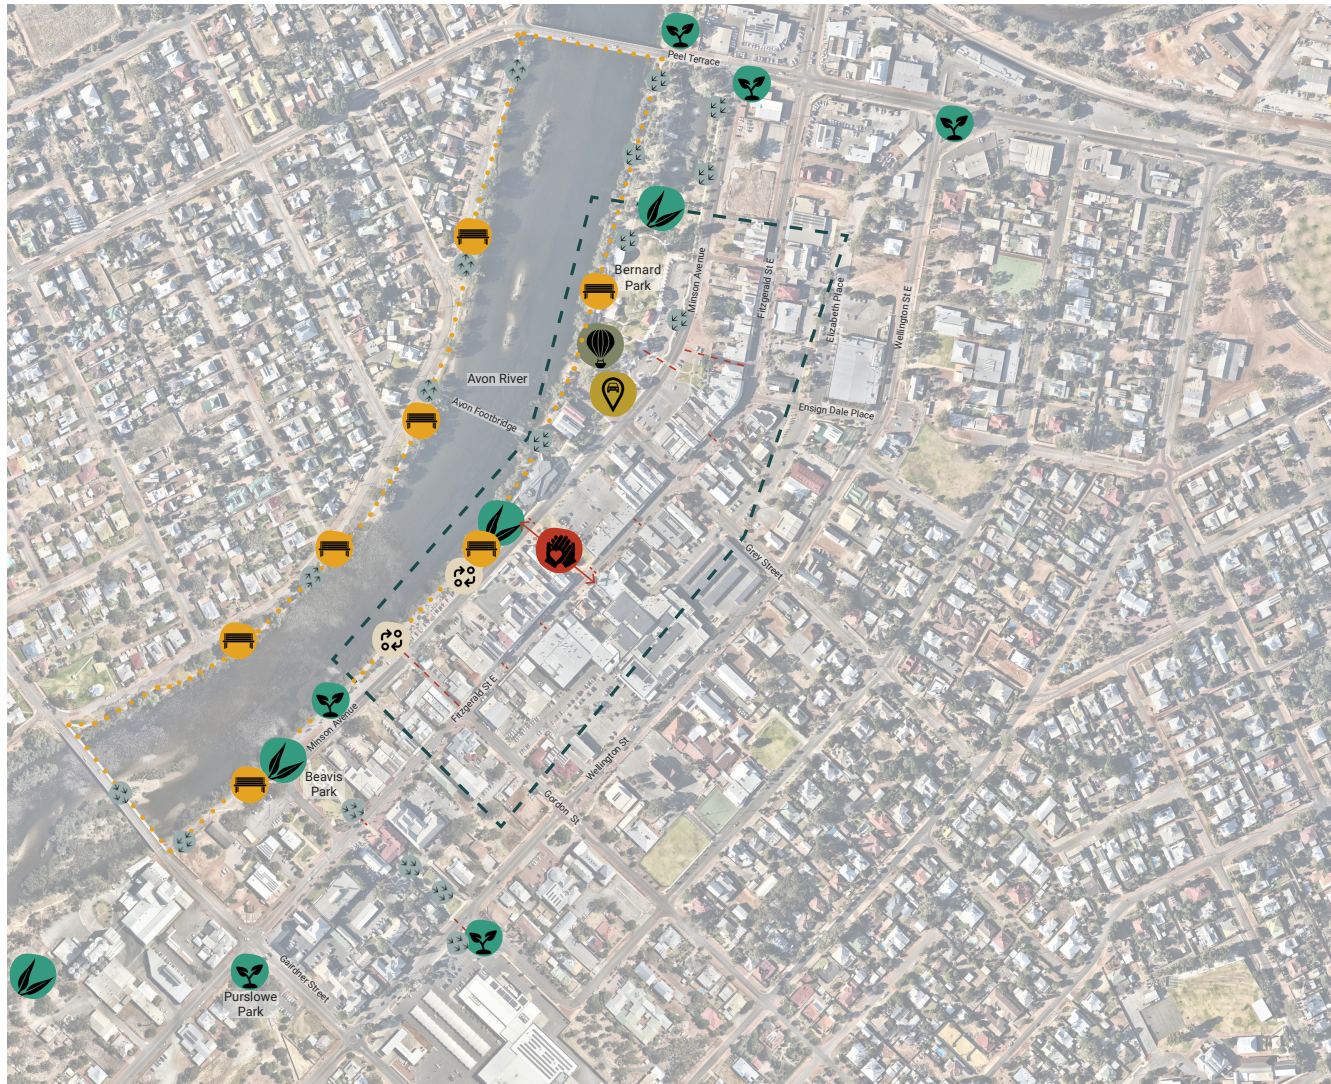 Peel Terrace
Bernard
Park
Minson Avenue
Fitzgerald St E
Elizabeth Place
Wellington St E
Avon River
Avon Footbridge
Ensign Dale Place
Grey Street
Fitzgerald St E
Minson Avenue
Wellington St
Beavis
Park
Gordon St
Gairdner Street
Purslowe
Park